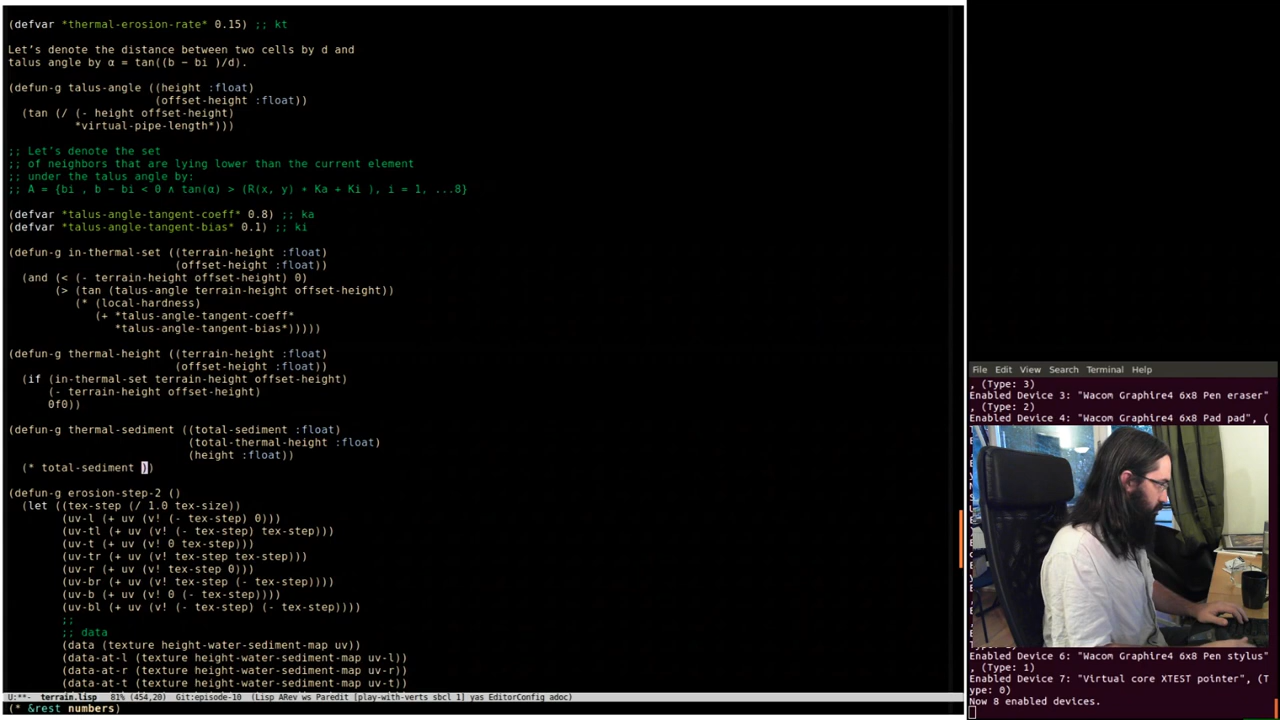 (defvar *thermal-erosion-rate* 0.15) ;; kt
Let's denote the distance between two cells by d and
talus angle by α = tan((b − bi )/d).
(defun-g talus-angle ((height :float)
(offset-height :float))
(tan (/ (- height offset-height)
*virtual-pipe-length*)))
;; Let's denote the set
;; of neighbors that are lying lower than the current element
;; under the talus angle by:
;; A = {bi , b − bi < 0 ∧ tan(α) > (R(x, y) ∗ Ka + Ki ), i = 1, ...8}
(defvar *talus-angle-tangent-coeff* 0.8) ;; ka
(defvar *talus-angle-tangent-bias* 0.1) ;; ki
(defun-g in-thermal-set ((terrain-height :float)
(offset-height :float))
(and (< (- terrain-height offset-height) 0)
(> (tan (talus-angle terrain-height offset-height))
(* (local-hardness)
(+ *talus-angle-tangent-coeff*
*talus-angle-tangent-bias*)))))
(defun-g thermal-height ((terrain-height :float)
(offset-height :float))
(if (in-thermal-set terrain-height offset-height)
(- terrain-height offset-height)
0f0))
(defun-g thermal-sediment ((total-sediment :float)
(total-thermal-height :float)
(height :float))
(* total-sediment ))
(defun-g erosion-step-2 ()
(let ((tex-step (/ 1.0 tex-size))
(uv-l (+ uv (v! (- tex-step) 0)))
(uv-tl (+ uv (v! (- tex-step) tex-step)))
(uv-t (+ uv (v! 0 tex-step)))
(uv-tr (+ uv (v! tex-step tex-step)))
(uv-r (+ uv (v! tex-step 0)))
(uv-br (+ uv (v! tex-step (- tex-step))))
(uv-b (+ uv (v! 0 (- tex-step))))
(uv-bl (+ uv (v! (- tex-step) (- tex-step))))
;;
;; data
(data (texture height-water-sediment-map uv))
(data-at-l (texture height-water-sediment-map uv-l))
(data-at-r (texture height-water-sediment-map uv-r))
(data-at-t (texture height-water-sediment-map uv-t))
U:**- terrain.lisp 81% (454,20) Git:episode-10 (Lisp ARev ws Paredit [play-with-verts sbcl 1] yas EditorConfig adoc)
(* &rest numbers)
File Edit View Search Terminal Help
, (Type: 3)
Enabled Device 3: "Wacom Graphire4 6x8 Pen eraser"
, (Type: 2)
Enabled Device 4: "Wacom Graphire4 6x8 Pad pad", (
Enabled Device 6: "Wacom Graphire4 6x8 Pen stylus"
, (Type: 1)
Enabled Device 7: "Virtual core XTEST pointer", (T
ype: 0)
Now 8 enabled devices.